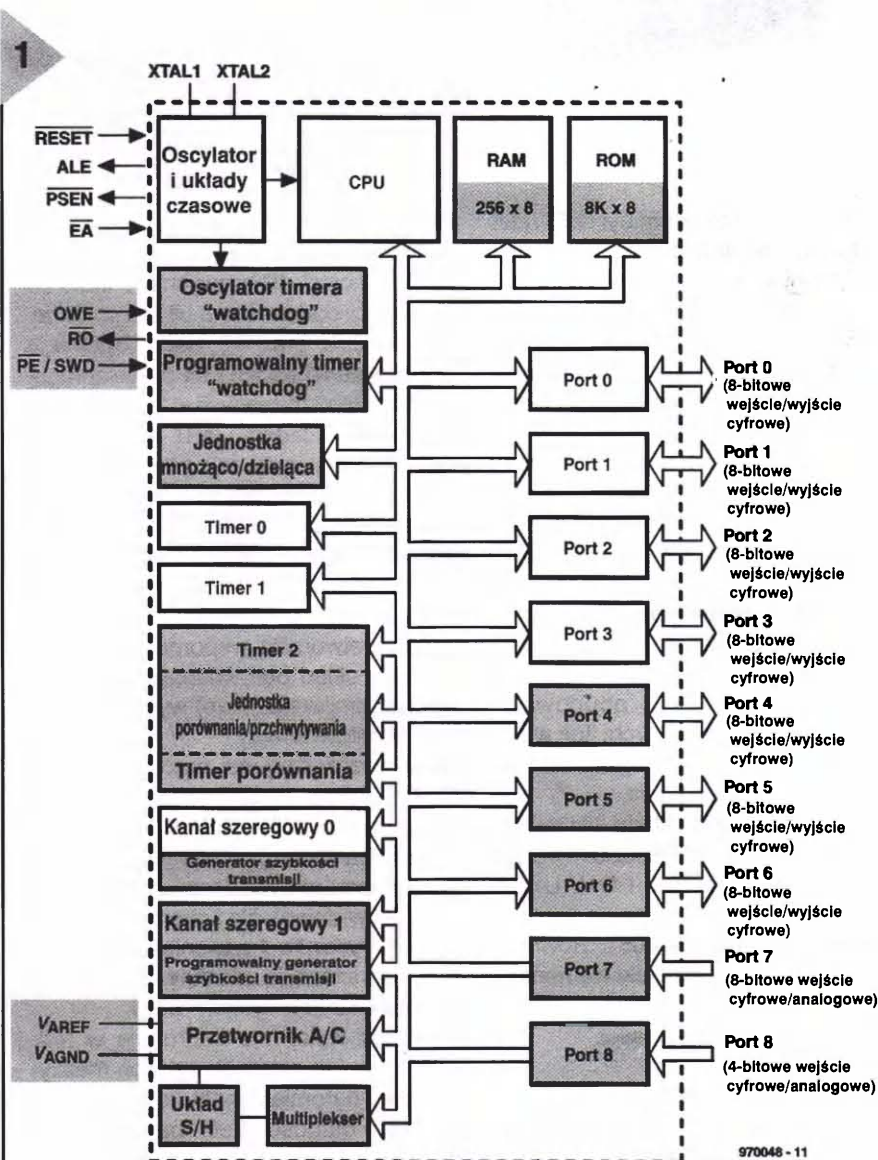 1
XTAL1 XTAL2
RESET
ALE
PSEN
EA
Oscylator
i układy
czasowe
CPU
RAM
256 x 8
ROM
8K x 8
OWE
RO
PE / SWD
Oscylator timera
“watchdog”
Programowalny timer
“watchdog”
Jednostka
mnożąco/dzieląca
Timer 0
Timer 1
Timer 2
Jednostka
porównania/przchwytywania
Timer porównania
Kanał szeregowy 0
Generator szybkości
transmisji
Kanał szeregowy 1
Programowalny generator
szybkości transmisji
VAREF
VAGND
Przetwornik A/C
Układ
S/H
Multiplekser
Port 0
Port 1
Port 2
Port 3
Port 4
Port 5
Port 6
Port 7
Port 8
Port 0
(8-bitowe
wejście/wyjście
cyfrowe)
Port 1
(8-bitowe
wejście/wyjście
cyfrowe)
Port 2
(8-bitowe
wejście/wyjście
cyfrowe)
Port 3
(8-bitowe
wejście/wyjście
cyfrowe)
Port 4
(8-bitowe
wejście/wyjście
cyfrowe)
Port 5
(8-bitowe
wejście/wyjście
cyfrowe)
Port 6
(8-bitowe
wejście/wyjście
cyfrowe)
Port 7
(8-bitowe wejście
cyfrowe/analogowe)
Port 8
(4-bitowe wejście
cyfrowe/analogowe)
970048 - 11